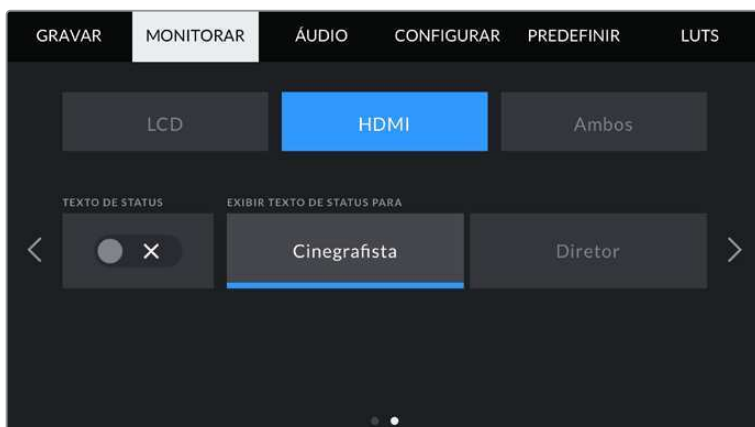 GRAVAR MONITORAR ÁUDIO CONFIGURAR PREDEFINIR LUTS
LCD HDMI Ambos
TEXTO DE STATUS EXIBIR TEXTO DE STATUS PARA
Cinegrafista Diretor